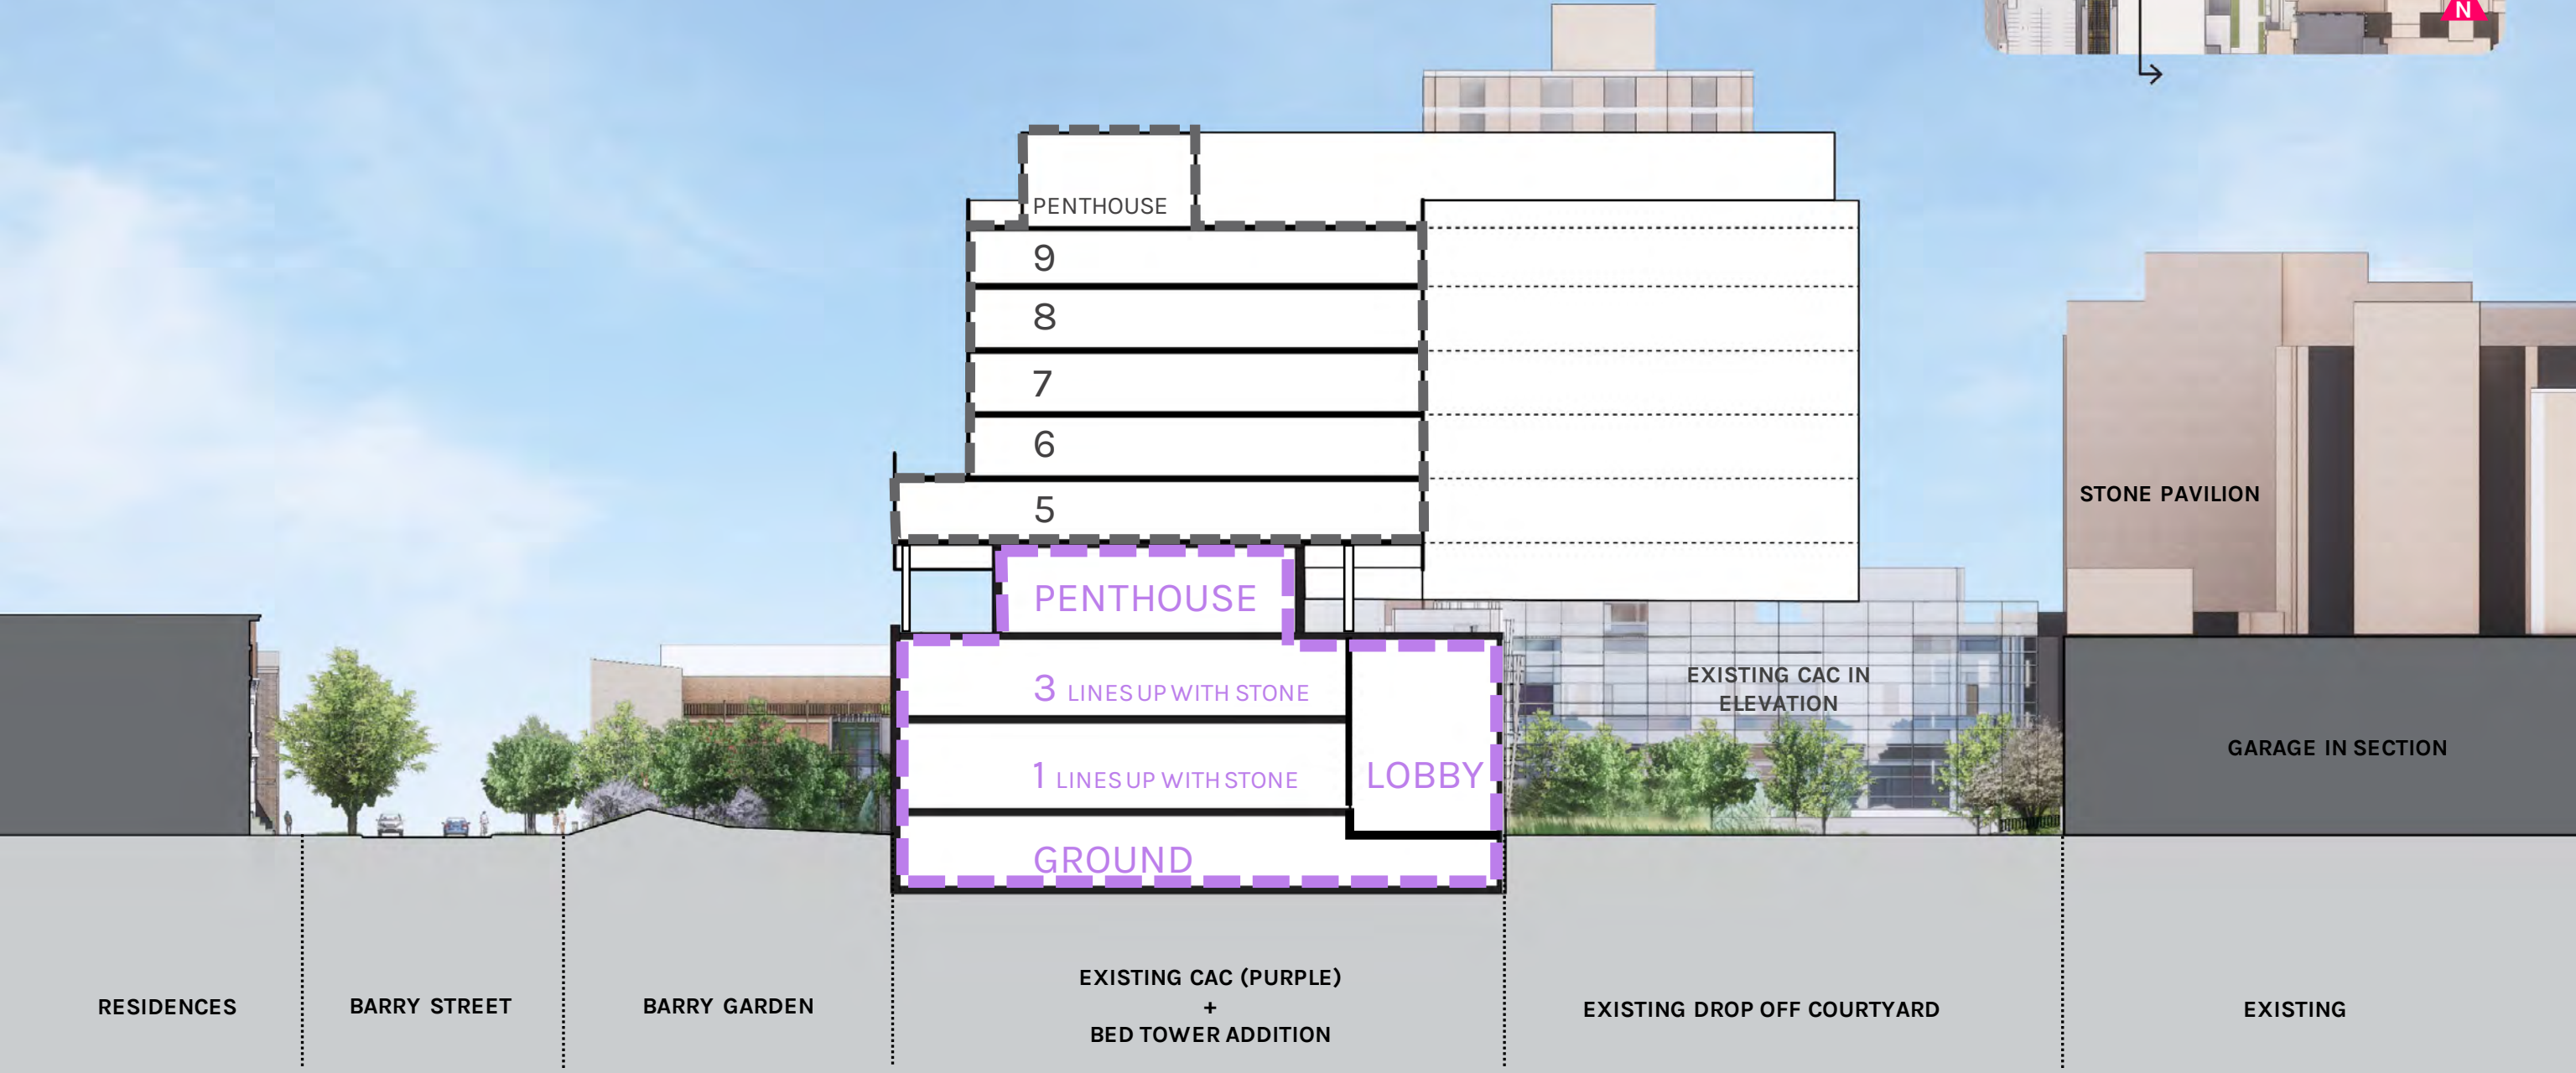 N
PENTHOUSE
9
8
7
6
5
STONE PAVILION
PENTHOUSE
3 LINES UP WITH STONE
EXISTING CAC IN
ELEVATION
1 LINES UP WITH STONE
LOBBY
GARAGE IN SECTION
GROUND
RESIDENCES
BARRY STREET
BARRY GARDEN
EXISTING CAC (PURPLE)
+
BED TOWER ADDITION
EXISTING DROP OFF COURTYARD
EXISTING